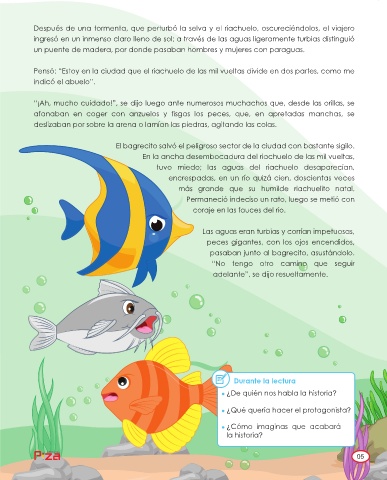 Después de una tormenta, que perturbó la selva y el riachuelo, oscureciéndolos, el viajero
ingresó en un inmenso claro lleno de sol; a través de las aguas ligeramente turbias distinguió
un puente de madera, por donde pasaban hombres y mujeres con paraguas.
Pensó: "Estoy en la ciudad que el riachuelo de las mil vueltas divide en dos partes, como me
indicó el abuelo".
"¡Ah, mucho cuidado!", se dijo luego ante numerosos muchachos que, desde las orillas, se
afanaban en coger con anzuelos y fisgas los peces, que, en apretadas manchas, se
deslizaban por sobre la arena o lamían las piedras, agitando las colas.
El bagrecito salvó el peligroso sector de la ciudad con bastante sigilo.
En la ancha desembocadura del riachuelo de las mil vueltas,
tuvo miedo; las aguas del riachuelo desaparecían,
encrespadas, en un río quizá cien, doscientas veces
más grande que su humilde riachuelito natal.
Permaneció indeciso un rato, luego se metió con
coraje en las fauces del río.
Las aguas eran turbias y corrían impetuosas,
peces gigantes, con los ojos encendidos,
pasaban junto al bagrecito, asustándolo.
"No tengo otro camino que seguir
adelante", se dijo resueltamente.
Durante la lectura
• ¿De quién nos habla la historia?
• ¿Qué quería hacer el protagonista?
• ¿Cómo imaginas que acabará
la historia?
05